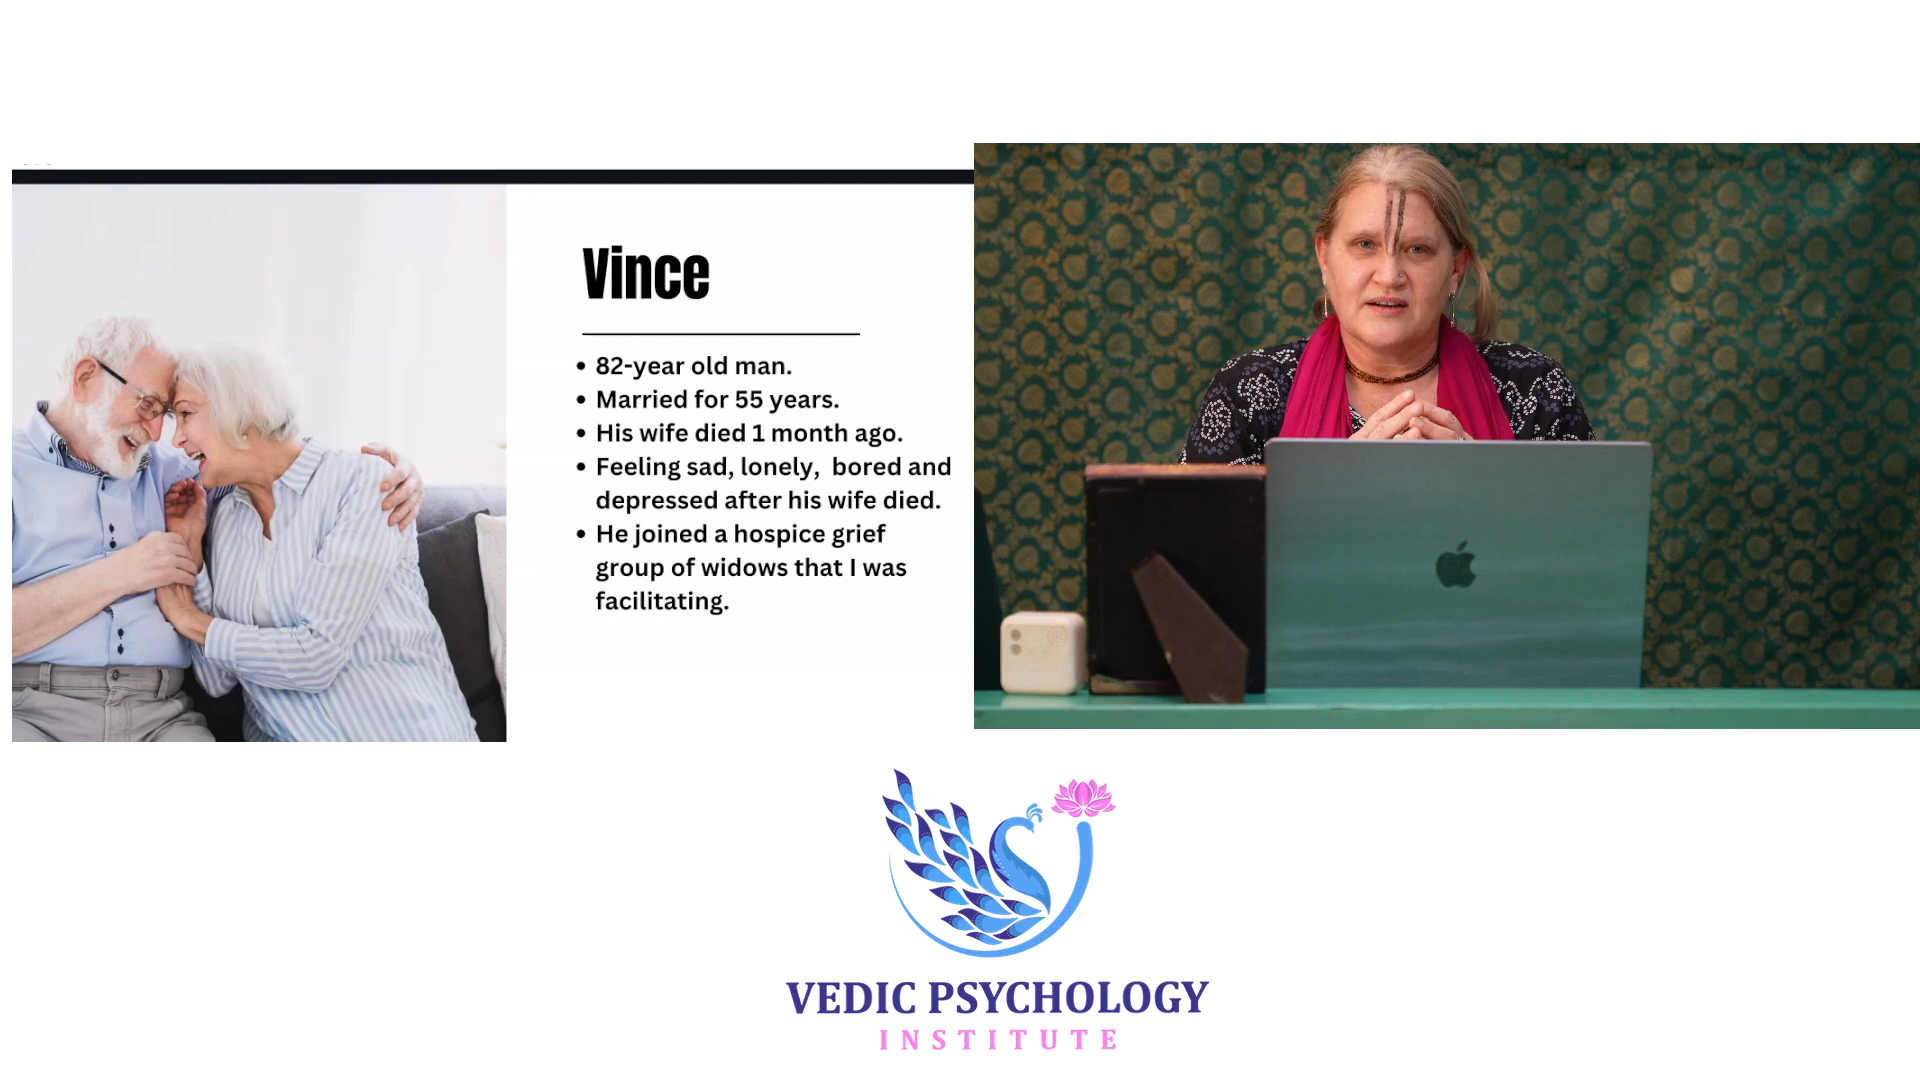 Vince
• 82-year old man.
• Married for 55 years.
• His wife died 1 month ago.
• Feeling sad, lonely,  bored and
depressed after his wife died.
• He joined a hospice grief
group of widows that I was
facilitating.
VEDIC PSYCHOLOGY
INSTITUTE